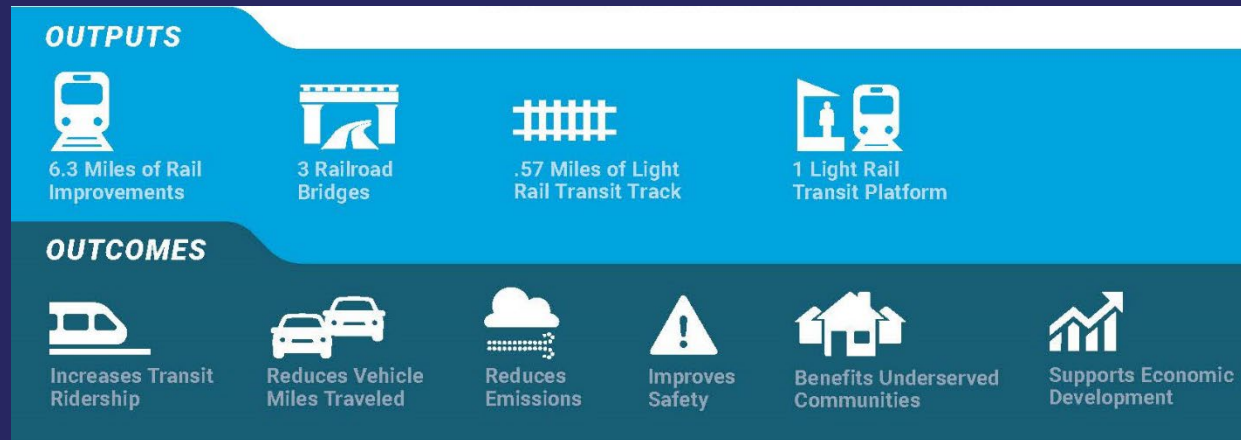 OUTPUTS
6.3 Miles of Rail
Improvements
3 Railroad
Bridges
.57 Miles of Light
Rail Transit Track
1 Light Rail
Transit Platform
OUTCOMES
Increases Transit
Ridership
Reduces Vehicle
Miles Traveled
Reduces
Emissions
Improves
Safety
Benefits Underserved
Communities
Supports Economic
Development